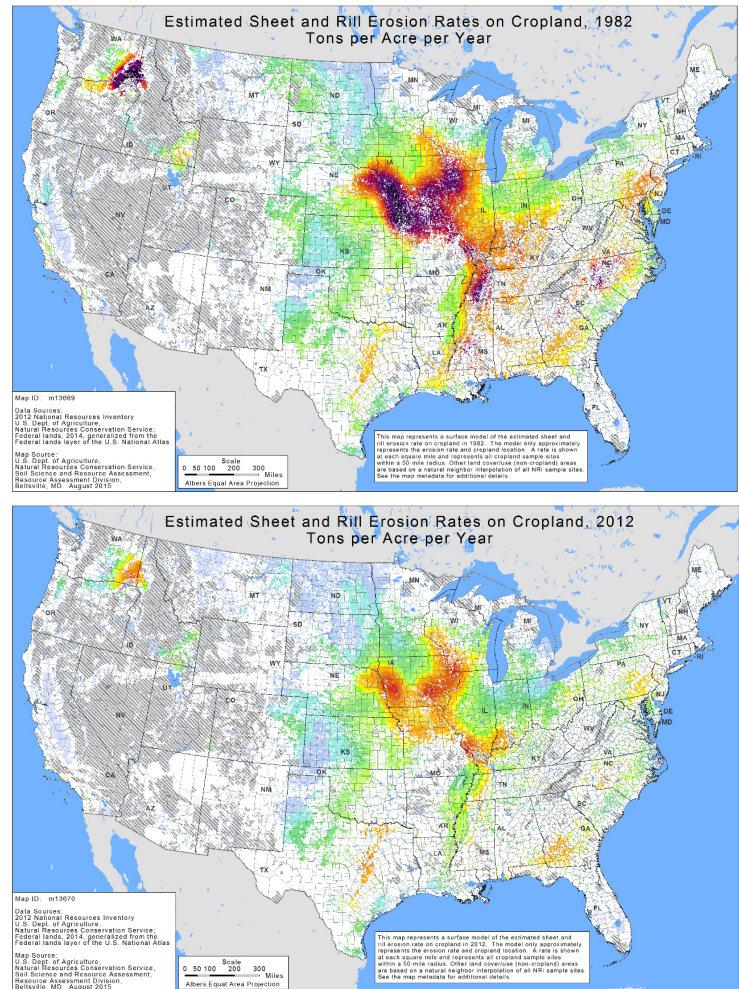 Estimated Sheet and Rill Erosion Rates on Cropland, 1982
Tons per Acre per Year
WA
ME
MT
ND
MN
VT
NH
OR
MI
WI
MI
NY
MA
SD
ID
CT
RI
WY
PA
IA
NE
NJ
UT
OH
IL
IN
DE
CO
MD
NV
WV
KS
VA
KY
NC
CA
MO
OK
TN
NM
SC
AZ
AR
GA
AL
MS
LA
TX
FL
Map ID: m13669
Data Sources:
2012 National Resources Inventory
U.S. Dept. of Agriculture,
Natural Resources Conservation Service;
Federal lands, 2014, generalized from the
Federal lands layer of the U.S. National Atlas
Map Source:
U.S. Dept. of Agriculture,
Natural Resources Conservation Service,
Soil Science and Resource Assessment,
Resource Assessment Division,
Beltsville, MD August 2015
Scale
0 50 100 200 300
Miles
Albers Equal Area Projection
This map represents a surface model of the estimated sheet and
rill erosion rate on cropland in 1982. The model only approximately
represents the erosion rate and cropland location. A rate is shown
at each square mile and represents all cropland sample sites
within a 50-mile radius. Other land cover/use (non-cropland) areas
are based on a natural neighbor interpolation of all NRI sample sites.
See the map metadata for additional details.
Estimated Sheet and Rill Erosion Rates on Cropland, 2012
Tons per Acre per Year
WA
ME
MT
ND
MN
VT
NH
OR
MI
WI
MI
NY
MA
SD
ID
CT
RI
WY
PA
IA
NE
NJ
UT
OH
IL
IN
DE
CO
MD
NV
WV
KS
VA
KY
NC
CA
MO
OK
TN
NM
SC
AZ
AR
GA
AL
MS
LA
TX
FL
Map ID: m13670
Data Sources:
2012 National Resources Inventory
U.S. Dept. of Agriculture,
Natural Resources Conservation Service;
Federal lands, 2014, generalized from the
Federal lands layer of the U.S. National Atlas
Map Source:
U.S. Dept. of Agriculture,
Natural Resources Conservation Service,
Soil Science and Resource Assessment,
Resource Assessment Division,
Beltsville, MD August 2015
Scale
0 50 100 200 300
Miles
Albers Equal Area Projection
This map represents a surface model of the estimated sheet and
rill erosion rate on cropland in 2012. The model only approximately
represents the erosion rate and cropland location. A rate is shown
at each square mile and represents all cropland sample sites
within a 50-mile radius. Other land cover/use (non-cropland) areas
are based on a natural neighbor interpolation of all NRI sample sites.
See the map metadata for additional details.